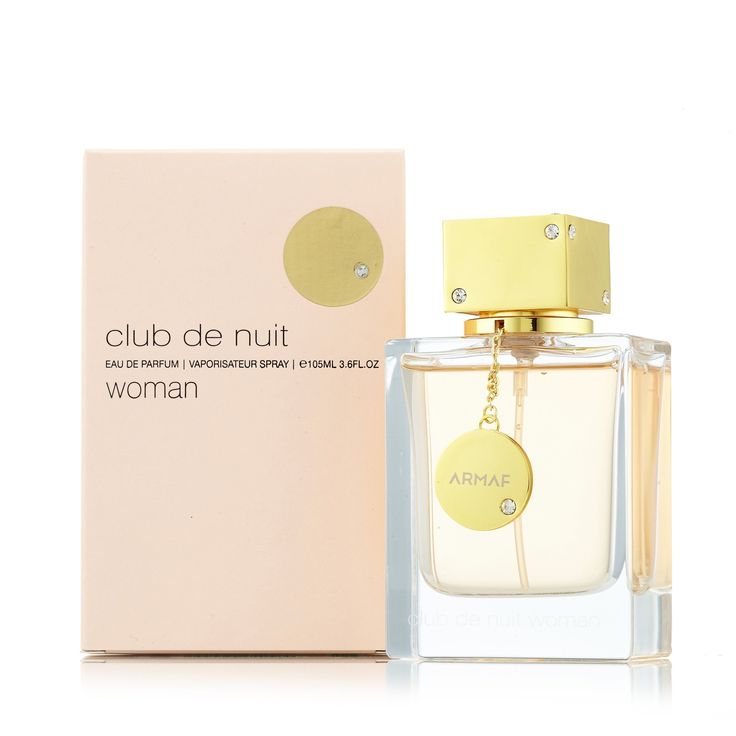 club de nuit
EAU DE PARFUM | VAPORISATEUR SPRAY | ℮105ML 3.6FL.OZ
woman
ARMAF
club de nuit woman